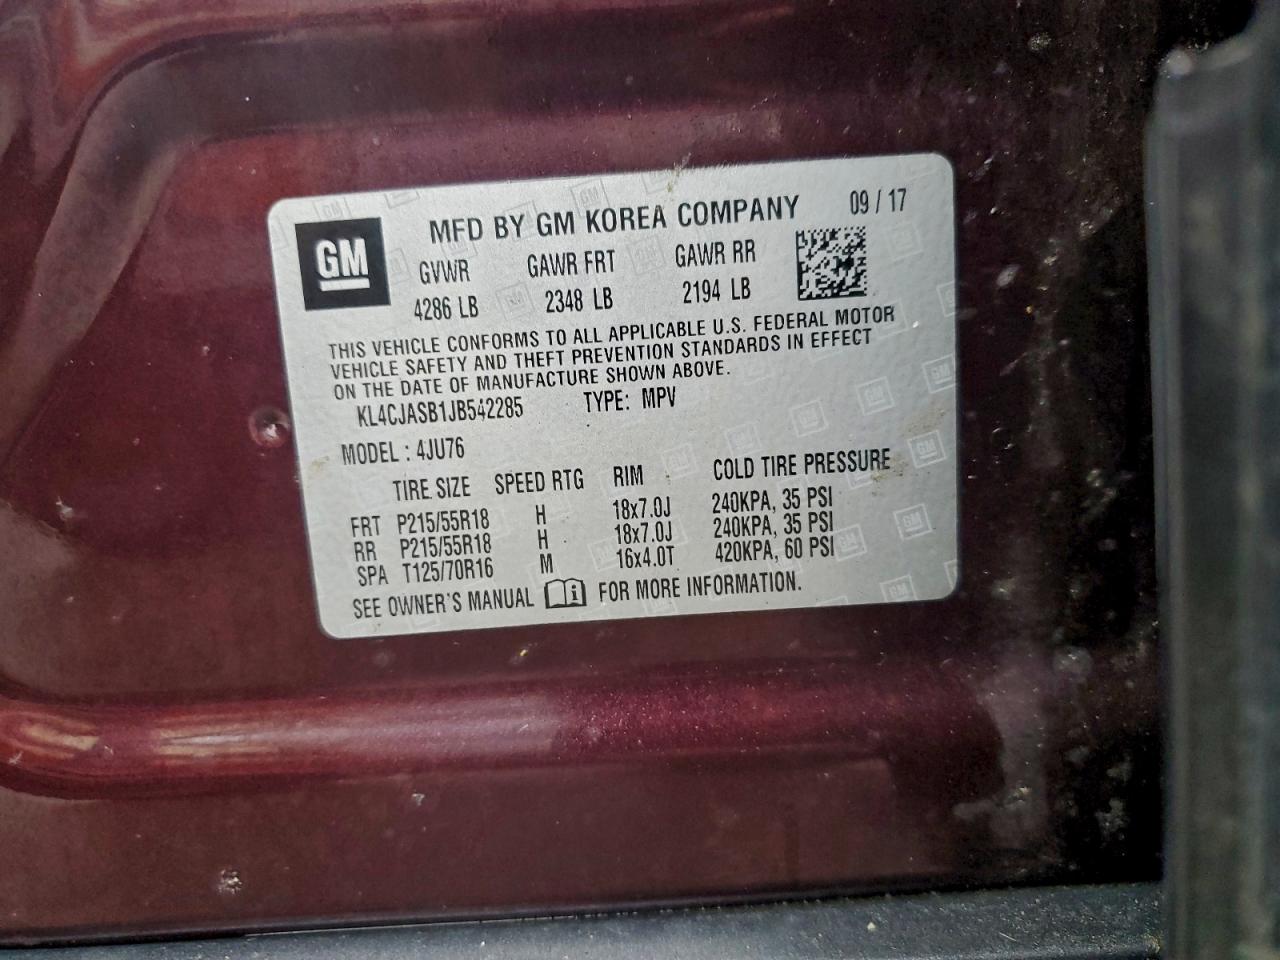 GM
MFD BY GM KOREA COMPANY 09 / 17
GVWR GAWR FRT GAWR RR
4286 LB 2348 LB 2194 LB
THIS VEHICLE CONFORMS TO ALL APPLICABLE U.S. FEDERAL MOTOR
VEHICLE SAFETY AND THEFT PREVENTION STANDARDS IN EFFECT
ON THE DATE OF MANUFACTURE SHOWN ABOVE.
KL4CJASB1JB542285 TYPE: MPV
MODEL : 4JU76
TIRE SIZE SPEED RTG RIM COLD TIRE PRESSURE
FRT P215/55R18 H 18x7.0J 240KPA, 35 PSI
RR P215/55R18 H 18x7.0J 240KPA, 35 PSI
SPA T125/70R16 M 16x4.0T 420KPA, 60 PSI
SEE OWNER'S MANUAL i FOR MORE INFORMATION.